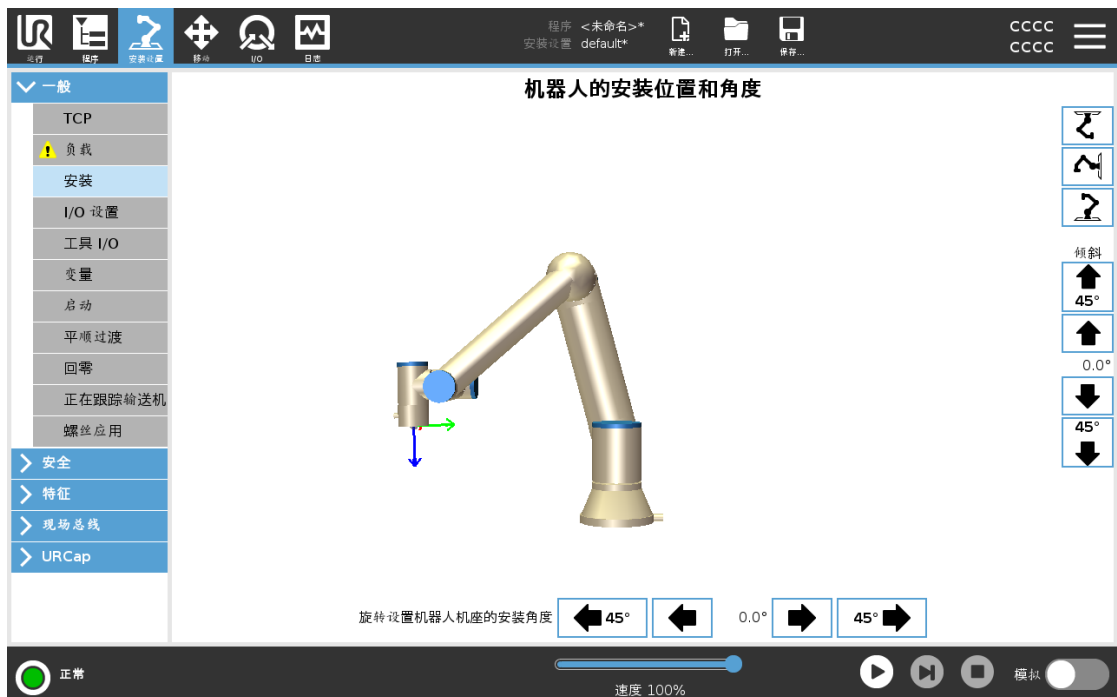 UR
运行
程序
安装设置
移动
I/O
日志
程序 <未命名>*
安装设置 default*
新建...
打开...
保存...
CCCC
CCCC
一般
TCP
负载
安装
I/O 设置
工具 I/O
变量
启动
平顺过渡
回零
正在跟踪输送机
螺丝应用
安全
特征
现场总线
URCap
机器人的安装位置和角度
倾斜
45°
0.0°
45°
旋转设置机器人机座的安装角度
45°
0.0°
45°
正常
速度 100%
模拟